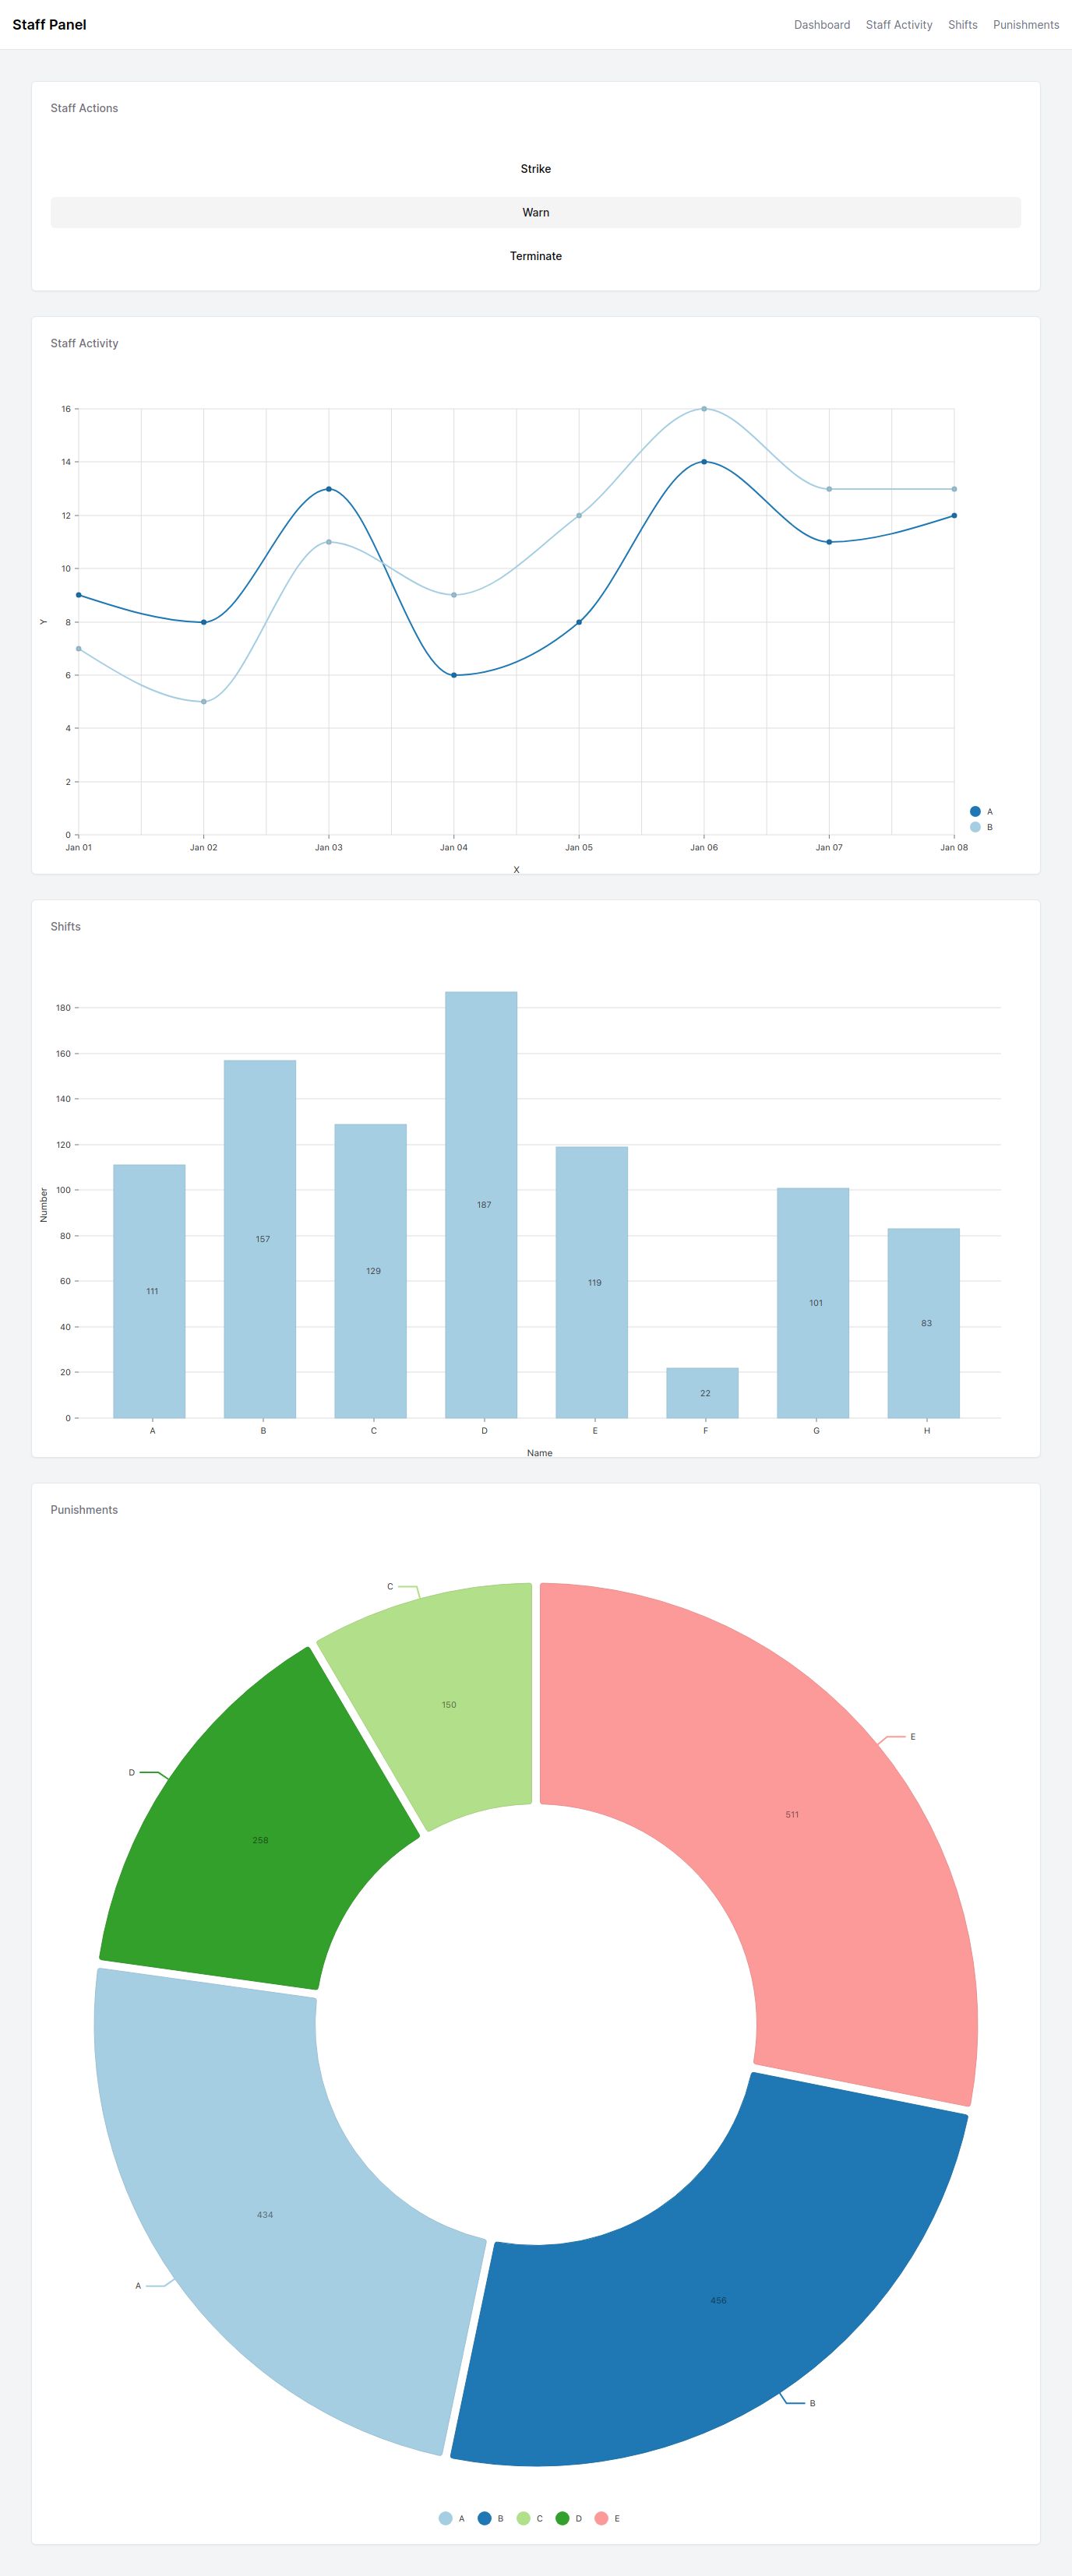 Staff Panel
Dashboard Staff Activity Shifts Punishments
Staff Actions
Strike
Warn
Terminate
Staff Activity
16
14
12
10
8
6
4
2
0
Y
Jan 01 Jan 02 Jan 03 Jan 04 Jan 05 Jan 06 Jan 07 Jan 08
X
A
B
Shifts
180
160
140
120
100
80
60
40
20
0
Number
111 157 129 187 119 22 101 83
A B C D E F G H
Name
Punishments
C
150
E
511
D
258
434
A
456
B
A B C D E